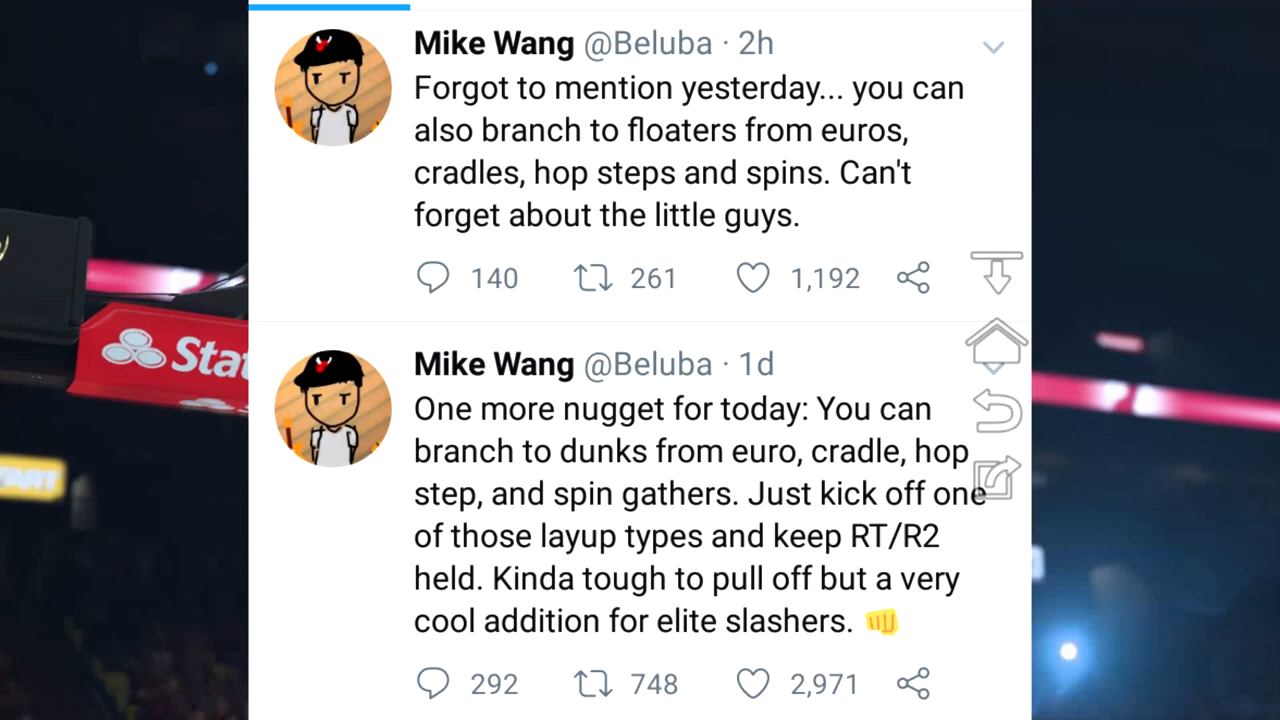 Mike Wang @Beluba · 2h
Forgot to mention yesterday... you can
also branch to floaters from euros,
cradles, hop steps and spins. Can't
forget about the little guys.
140 261 1,192
Mike Wang @Beluba · 1d
One more nugget for today: You can
branch to dunks from euro, cradle, hop
step, and spin gathers. Just kick off one
of those layup types and keep RT/R2
held. Kinda tough to pull off but a very
cool addition for elite slashers. 👊
292 748 2,971
Stat